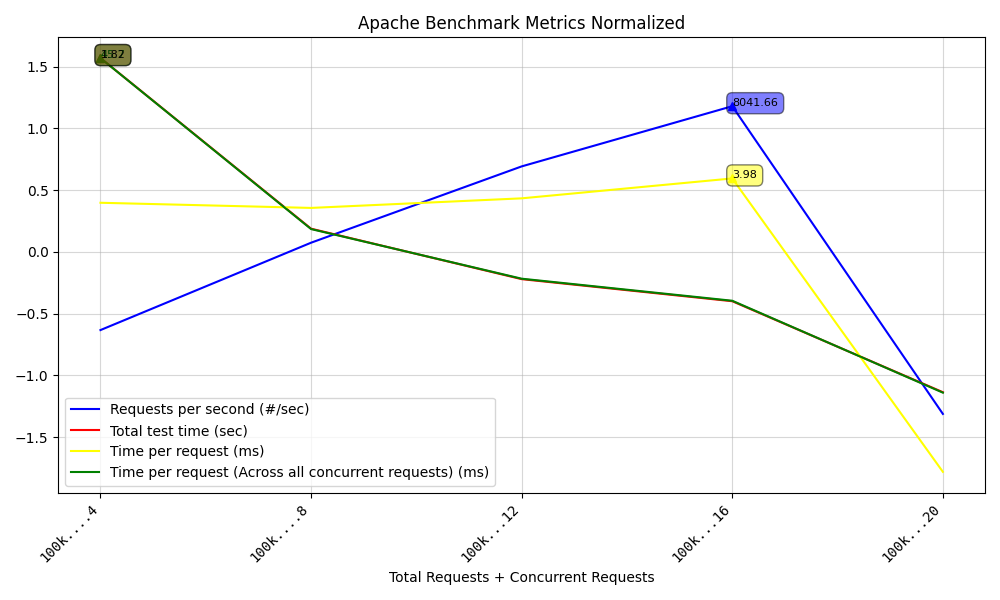 Apache Benchmark Metrics Normalized
1.5
1.0
0.5
0.0
−0.5
−1.0
−1.5
8041.66
3.98
Requests per second (#/sec)
Total test time (sec)
Time per request (ms)
Time per request (Across all concurrent requests) (ms)
100k....4
100k....8
100k...12
100k...16
100k...20
Total Requests + Concurrent Requests